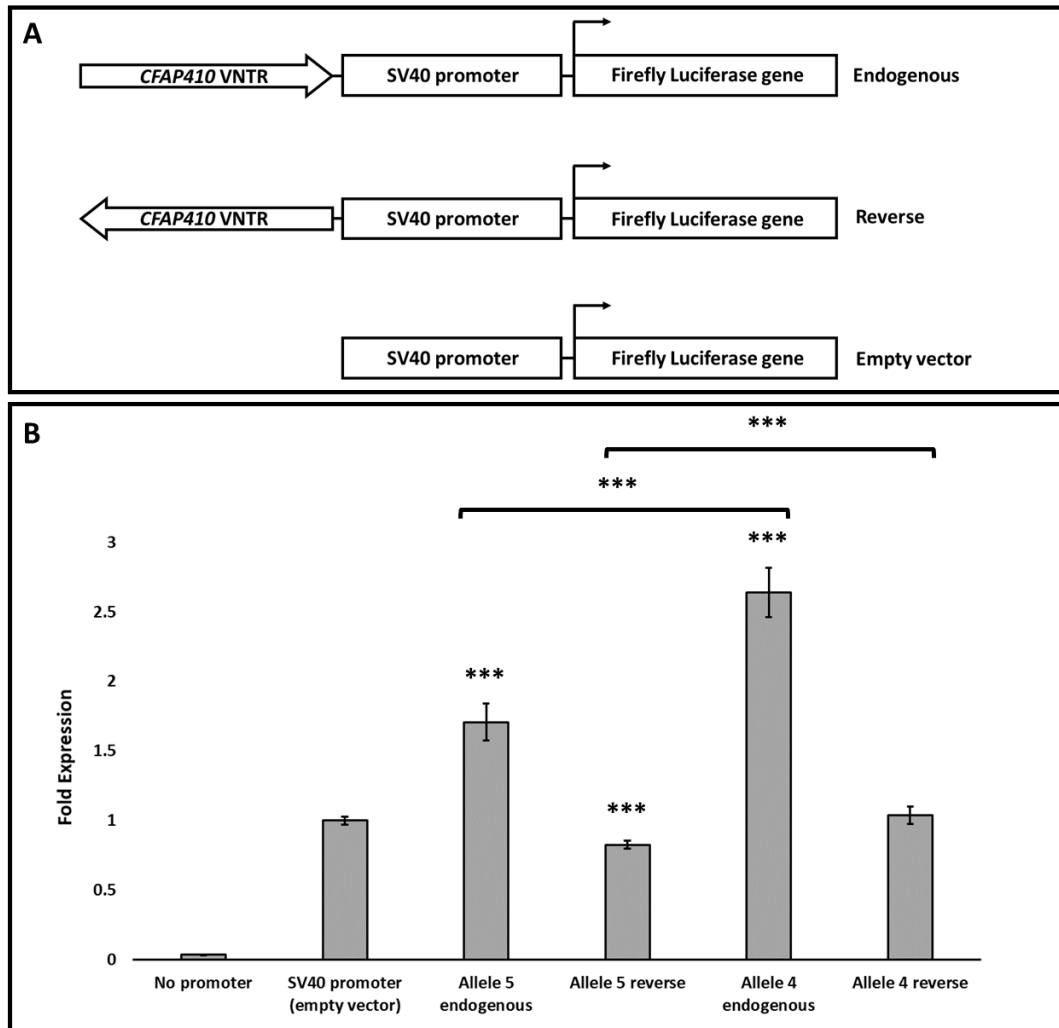 A
CFAP410 VNTR
SV40 promoter
Firefly Luciferase gene
Endogenous
CFAP410 VNTR
SV40 promoter
Firefly Luciferase gene
Reverse
SV40 promoter
Firefly Luciferase gene
Empty vector
B
***
***
***
***
***
Fold Expression
3
2.5
2
1.5
1
0.5
0
No promoter
SV40 promoter
(empty vector)
Allele 5
endogenous
Allele 5 reverse
Allele 4
endogenous
Allele 4 reverse